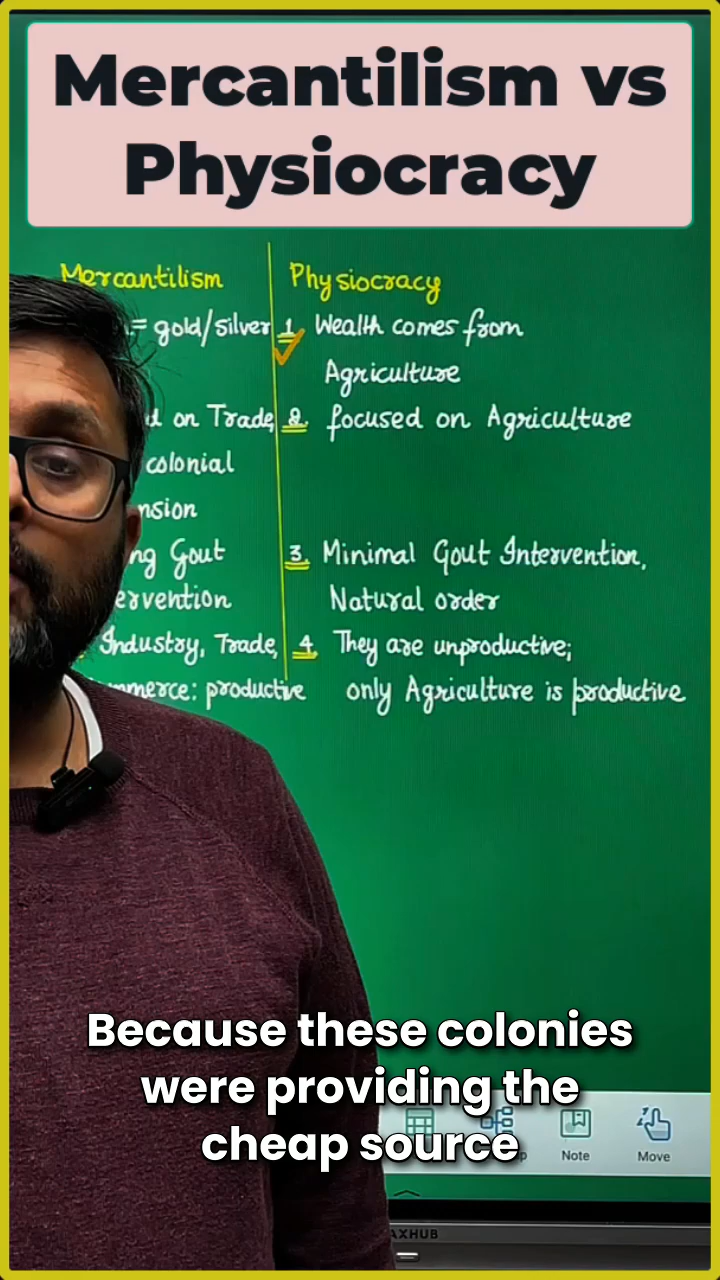 Mercantilism vs
Physiocracy
Mercantilism
Physiocracy
= gold/silver
1. Wealth comes from
Agriculture
on Trade,
2. focused on Agriculture
colonial
nsion
ng Govt
3. Minimal Govt Intervention,
ervention
Natural order
Industry, Trade,
4. They are unproductive;
mmerce: productive
only Agriculture is productive
Because these colonies
were providing the
cheap source
Note
Move
AXHUB